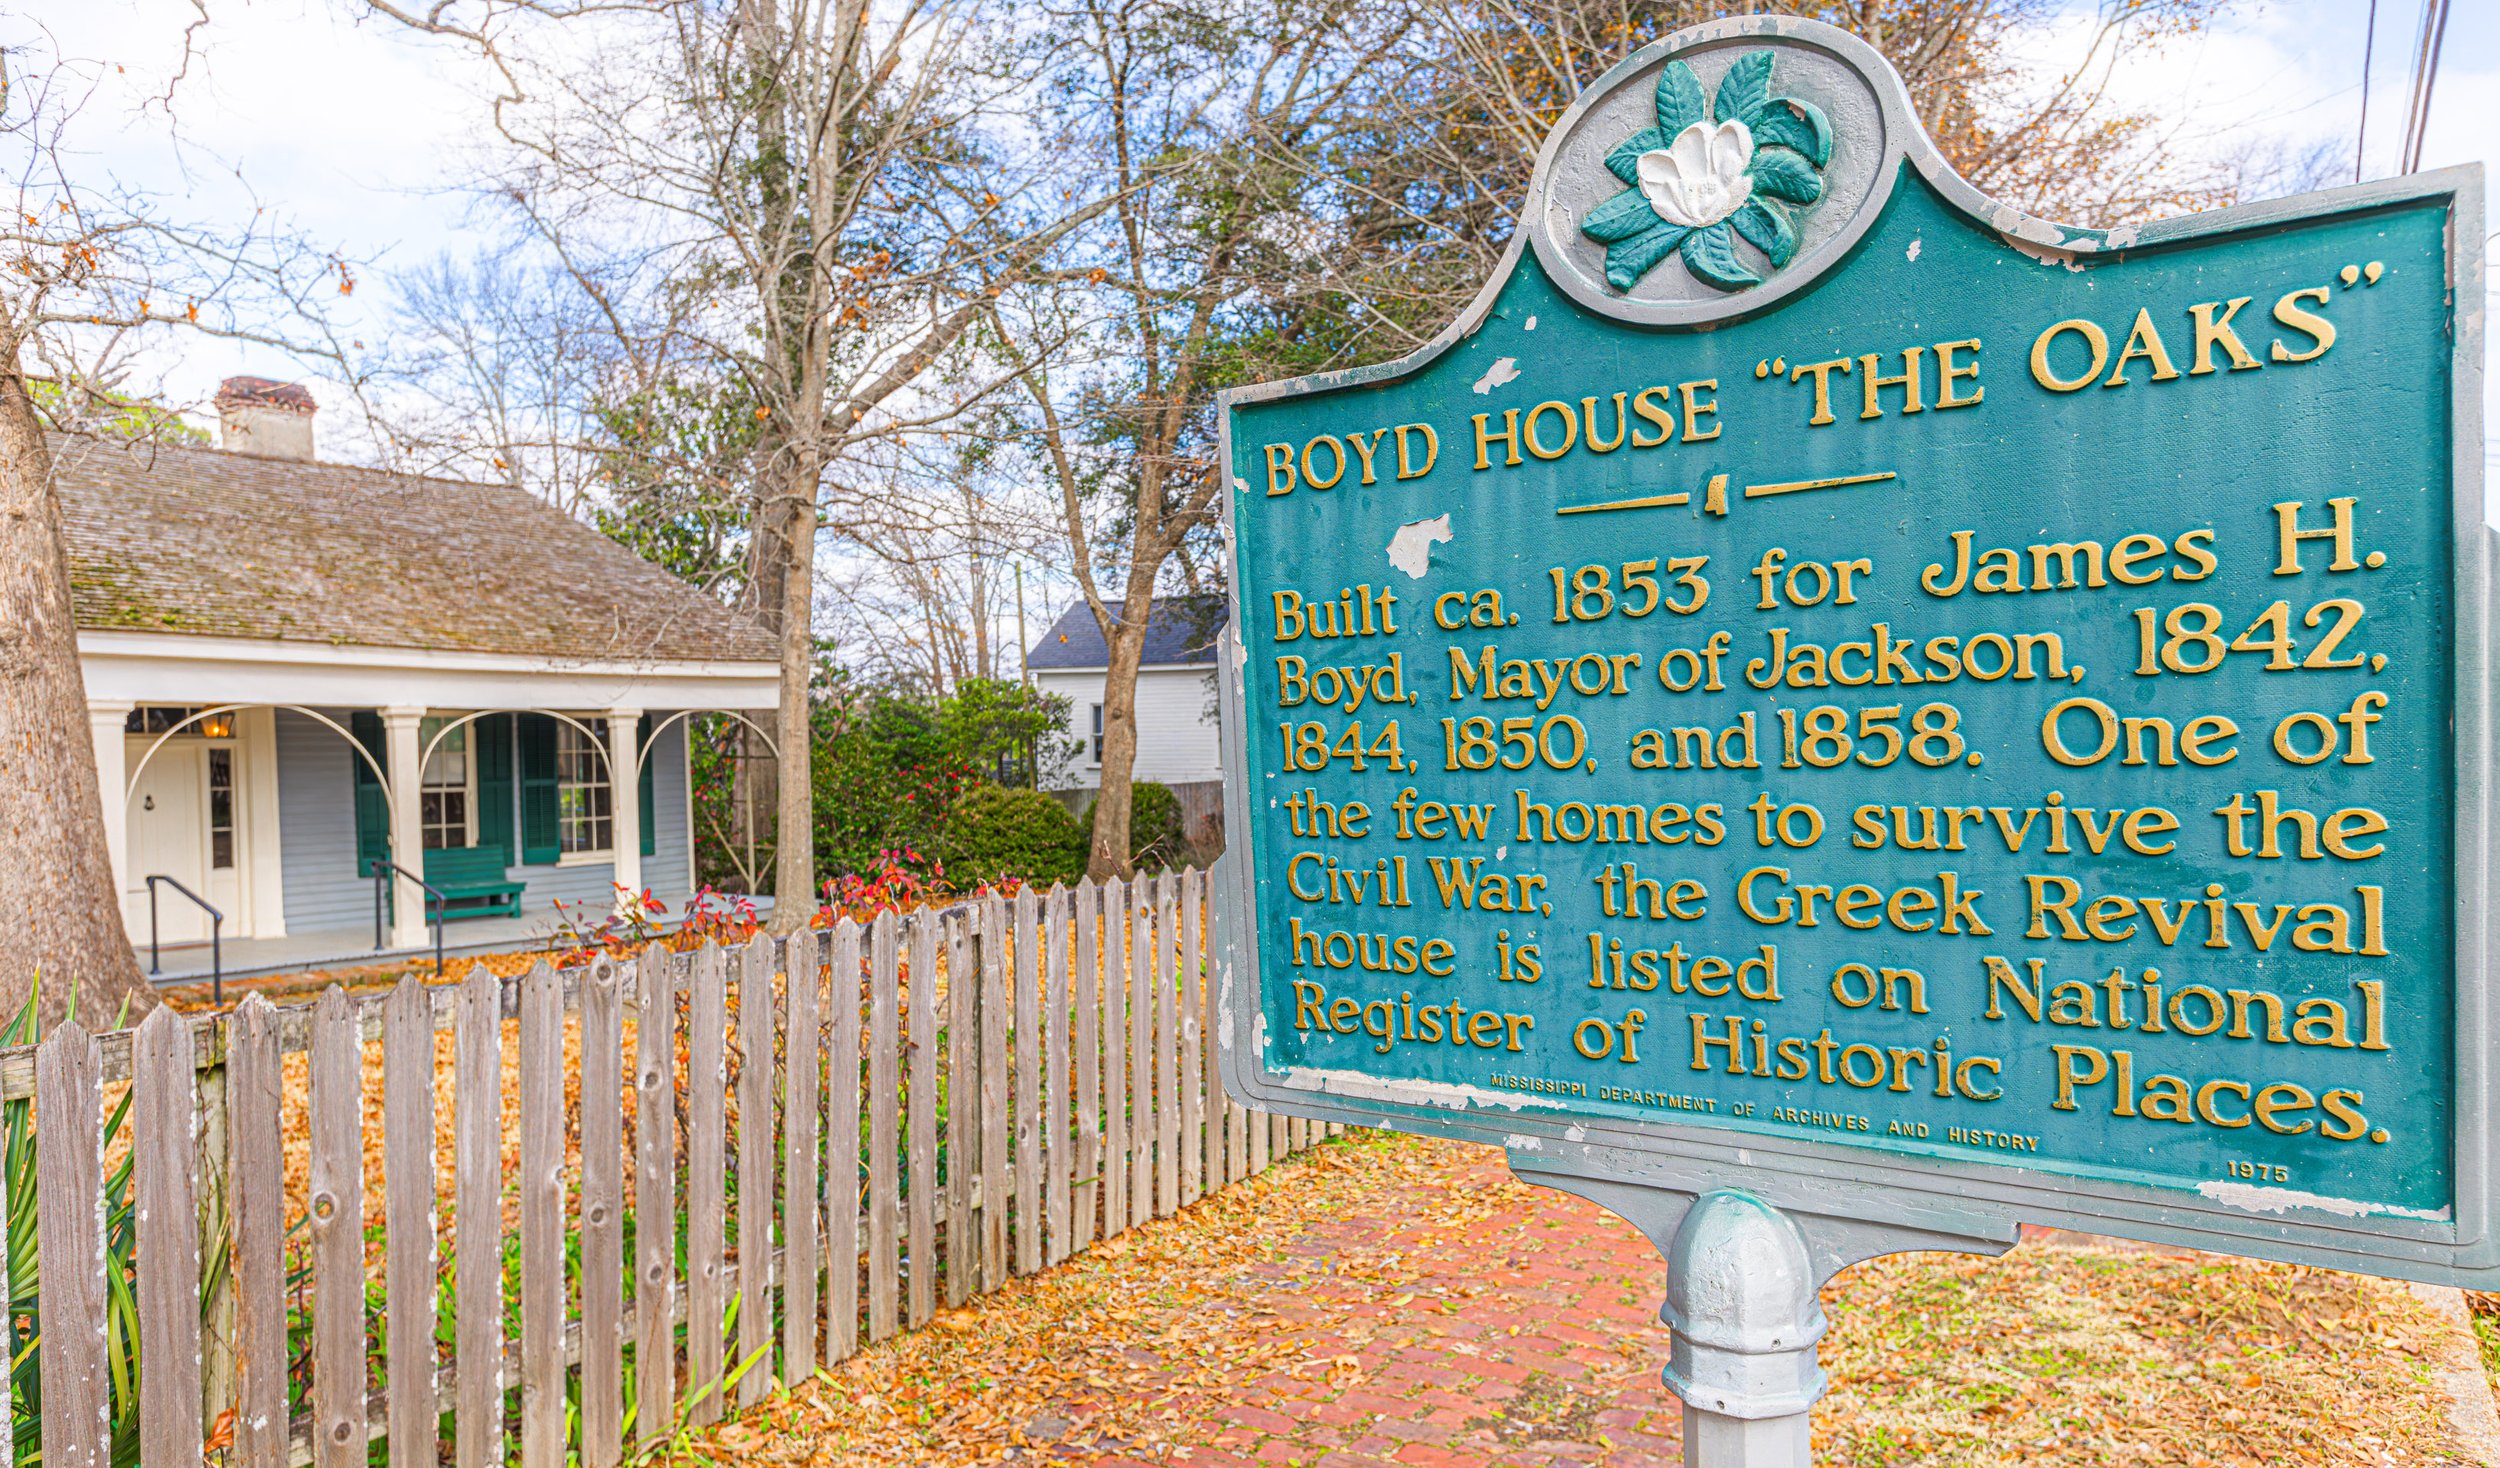 BOYD HOUSE “THE OAKS”
Built ca. 1853 for James H.
Boyd, Mayor of Jackson, 1842,
1844, 1850, and 1858. One of
the few homes to survive the
Civil War, the Greek Revival
house is listed on National
Register of Historic Places.
MISSISSIPPI DEPARTMENT OF ARCHIVES AND HISTORY
1975